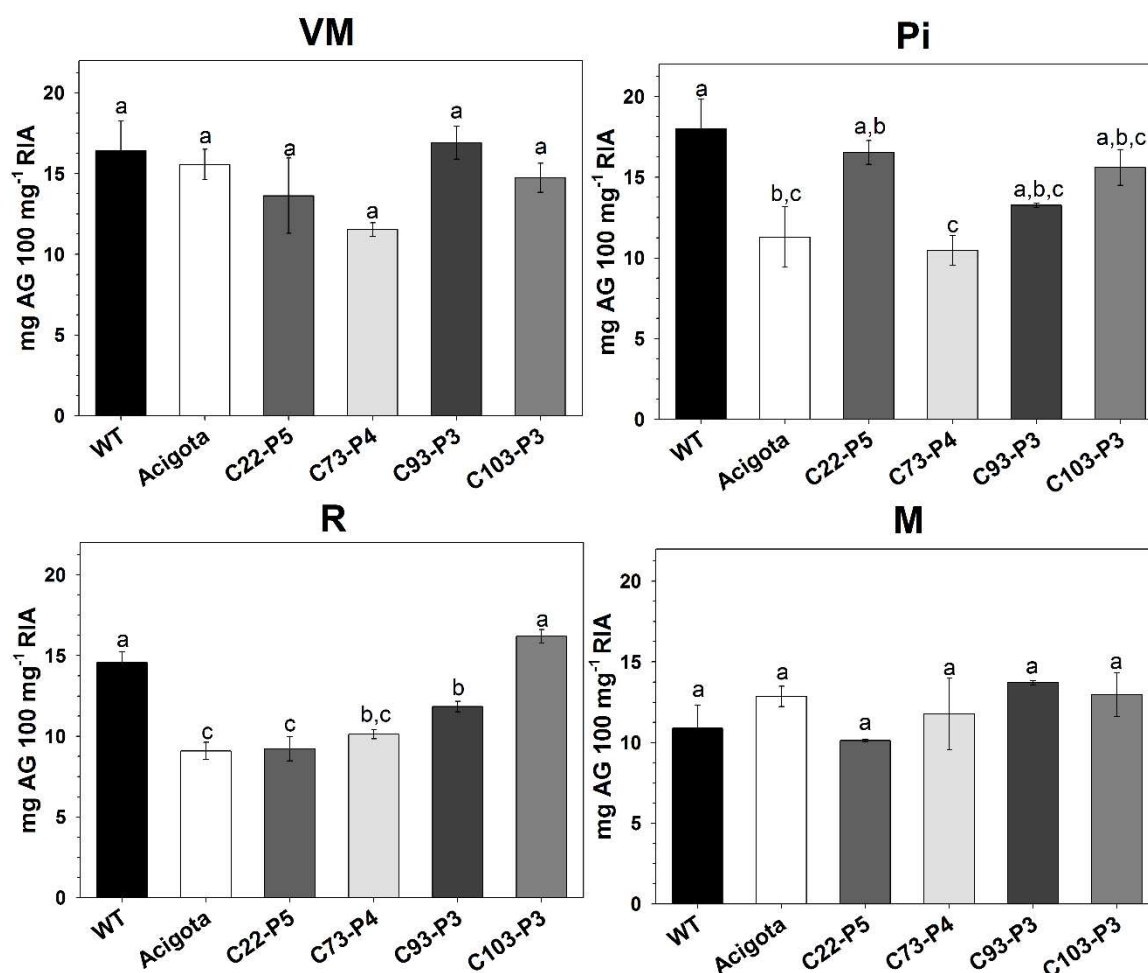 VM
mg AG 100 mg⁻¹ RIA
20
15
10
5
0
a
a
a
a
a
a
WT
Acigota
C22-P5
C73-P4
C93-P3
C103-P3
Pi
mg AG 100 mg⁻¹ RIA
20
15
10
5
0
a
b,c
a,b
c
a,b,c
a,b,c
WT
Acigota
C22-P5
C73-P4
C93-P3
C103-P3
R
mg AG 100 mg⁻¹ RIA
20
15
10
5
0
a
c
c
b,c
b
a
WT
Acigota
C22-P5
C73-P4
C93-P3
C103-P3
M
mg AG 100 mg⁻¹ RIA
20
15
10
5
0
a
a
a
a
a
a
WT
Acigota
C22-P5
C73-P4
C93-P3
C103-P3